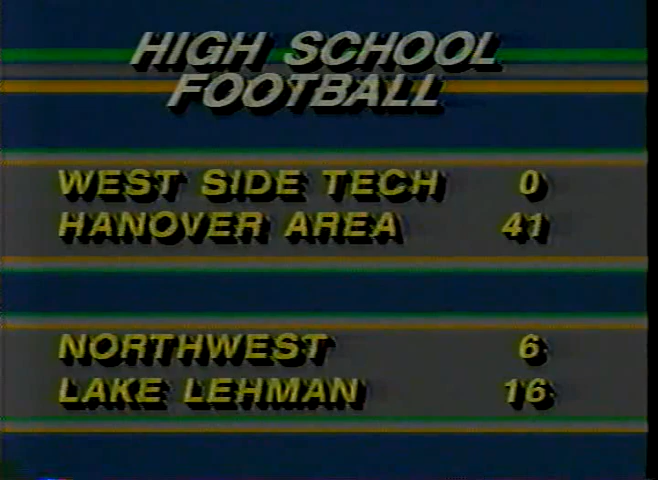 HIGH SCHOOL
FOOTBALL
WEST SIDE TECH 0
HANOVER AREA 41
NORTHWEST 6
LAKE LEHMAN 16